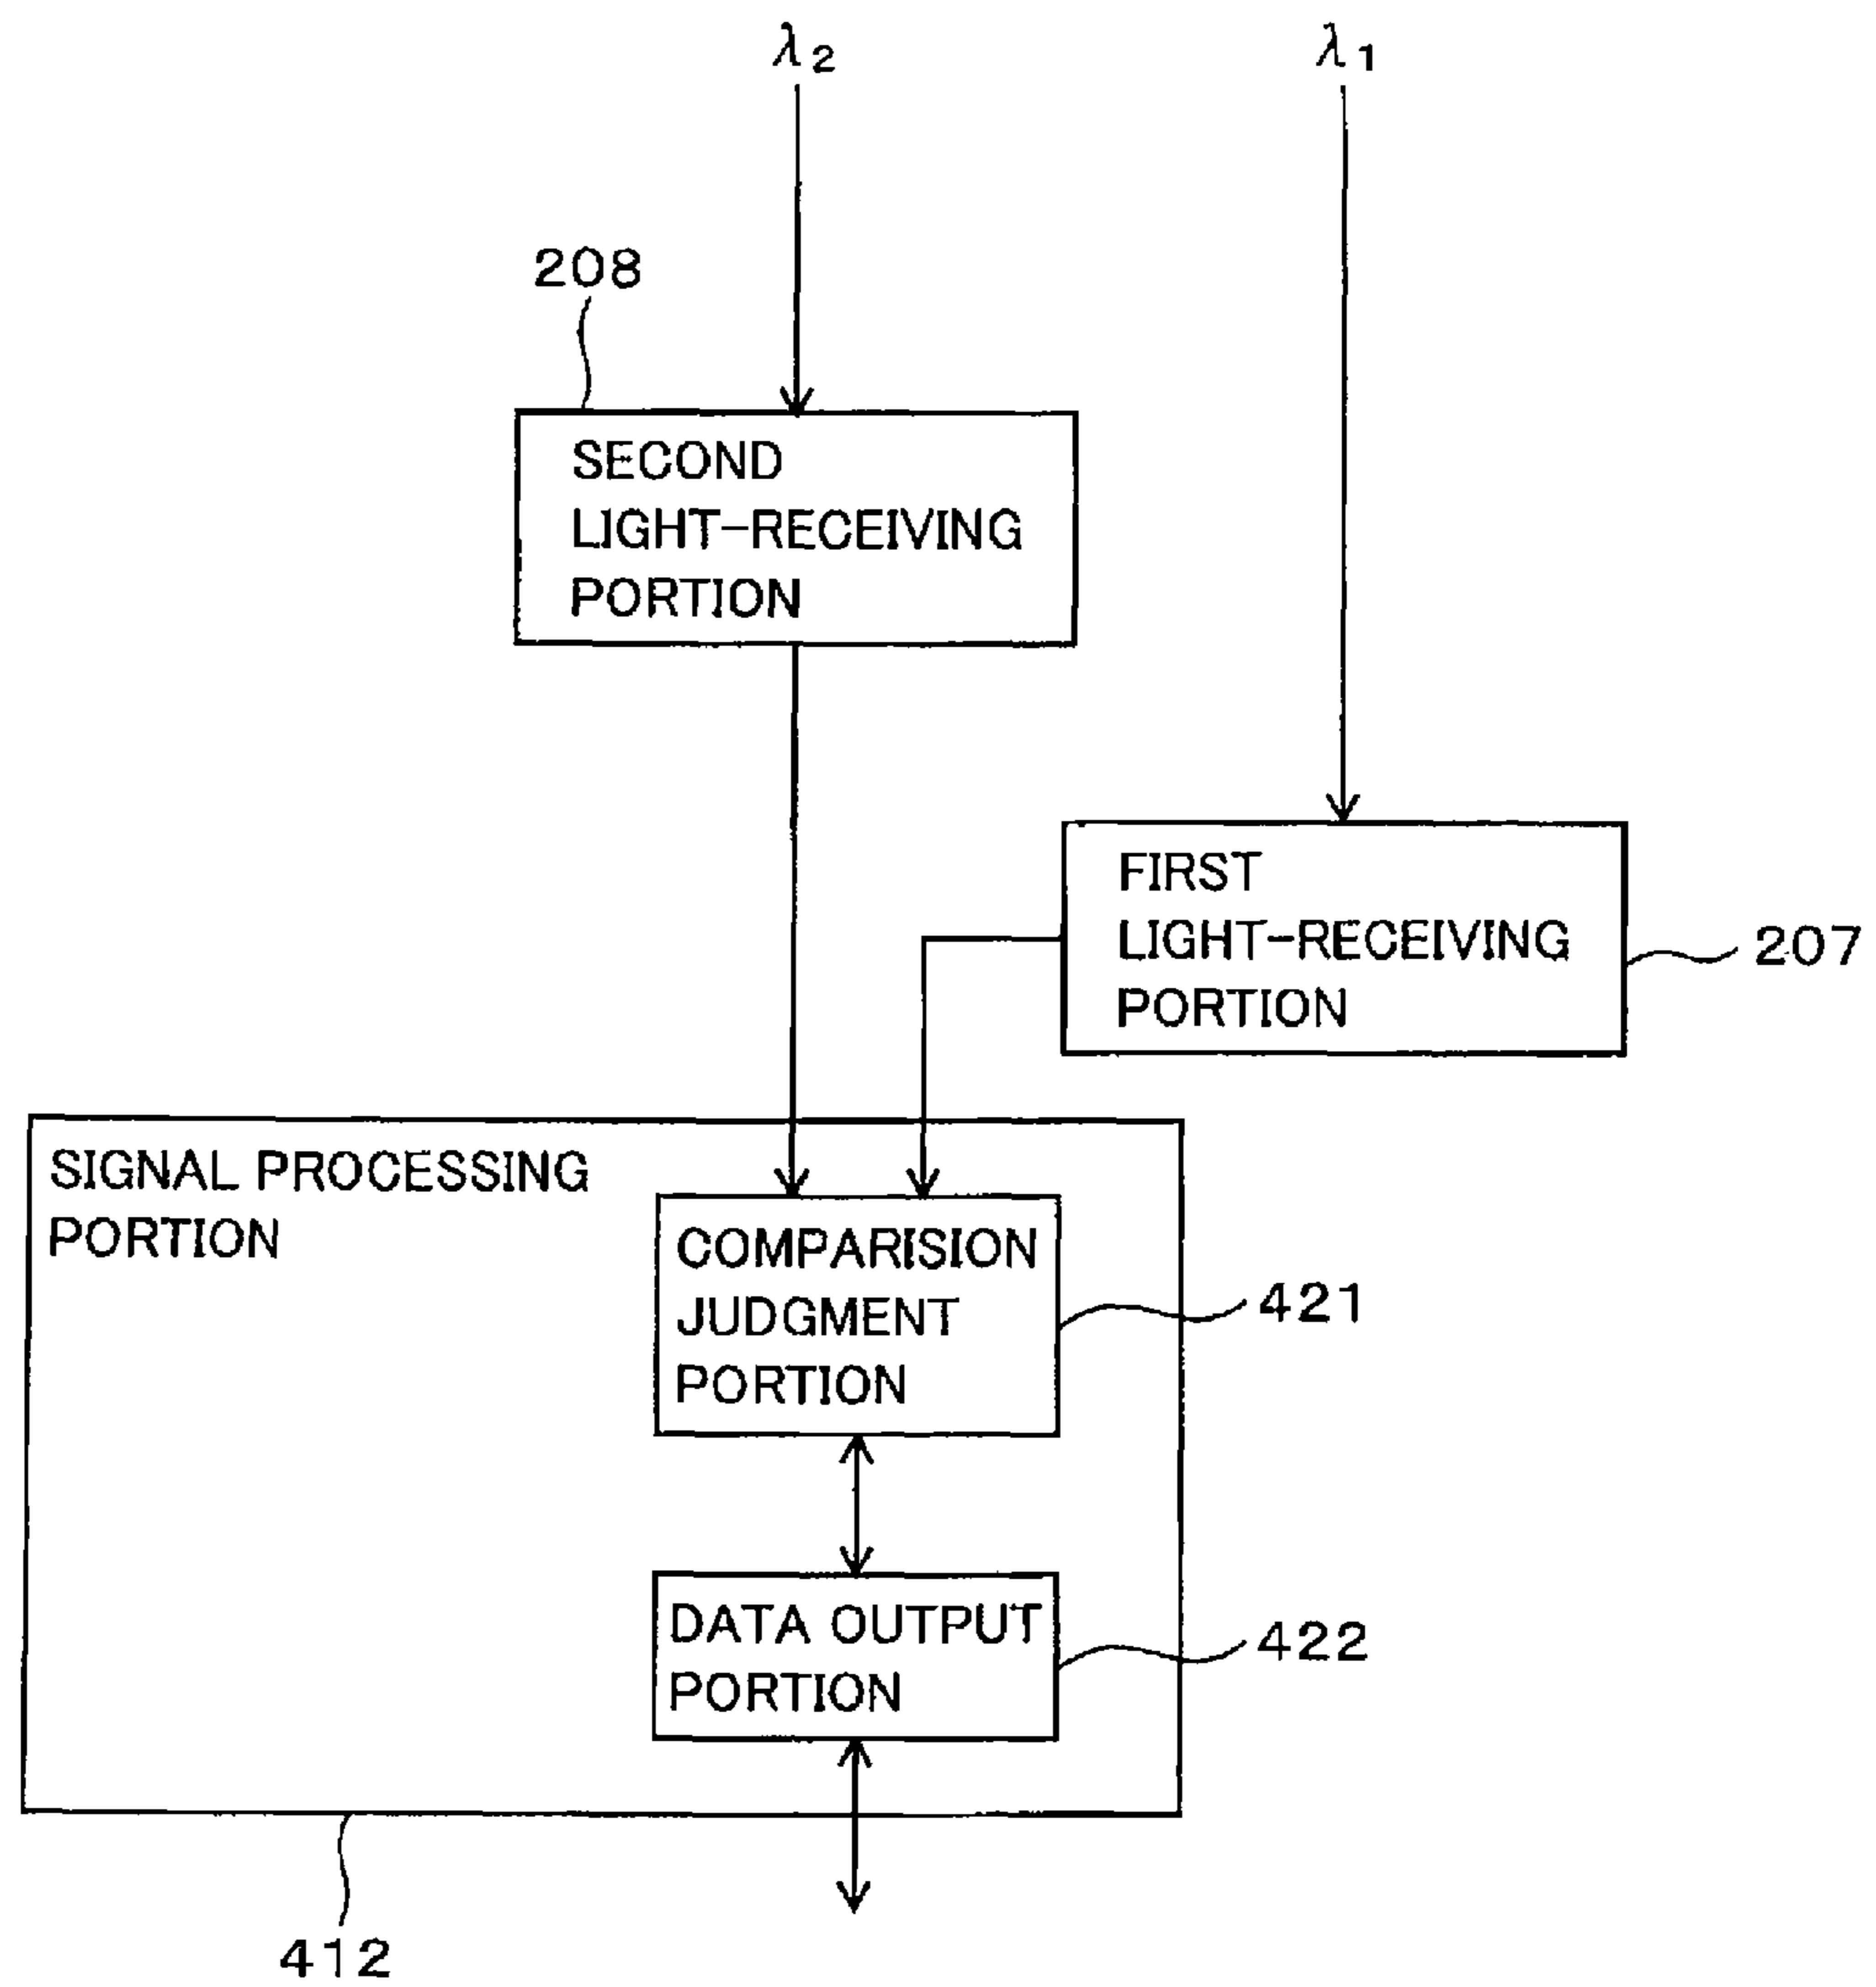 λ2
λ1
208
SECOND
LIGHT-RECEIVING
PORTION
FIRST
LIGHT-RECEIVING
PORTION
207
SIGNAL PROCESSING
PORTION
COMPARISION
JUDGMENT
PORTION
421
DATA OUTPUT
PORTION
422
412